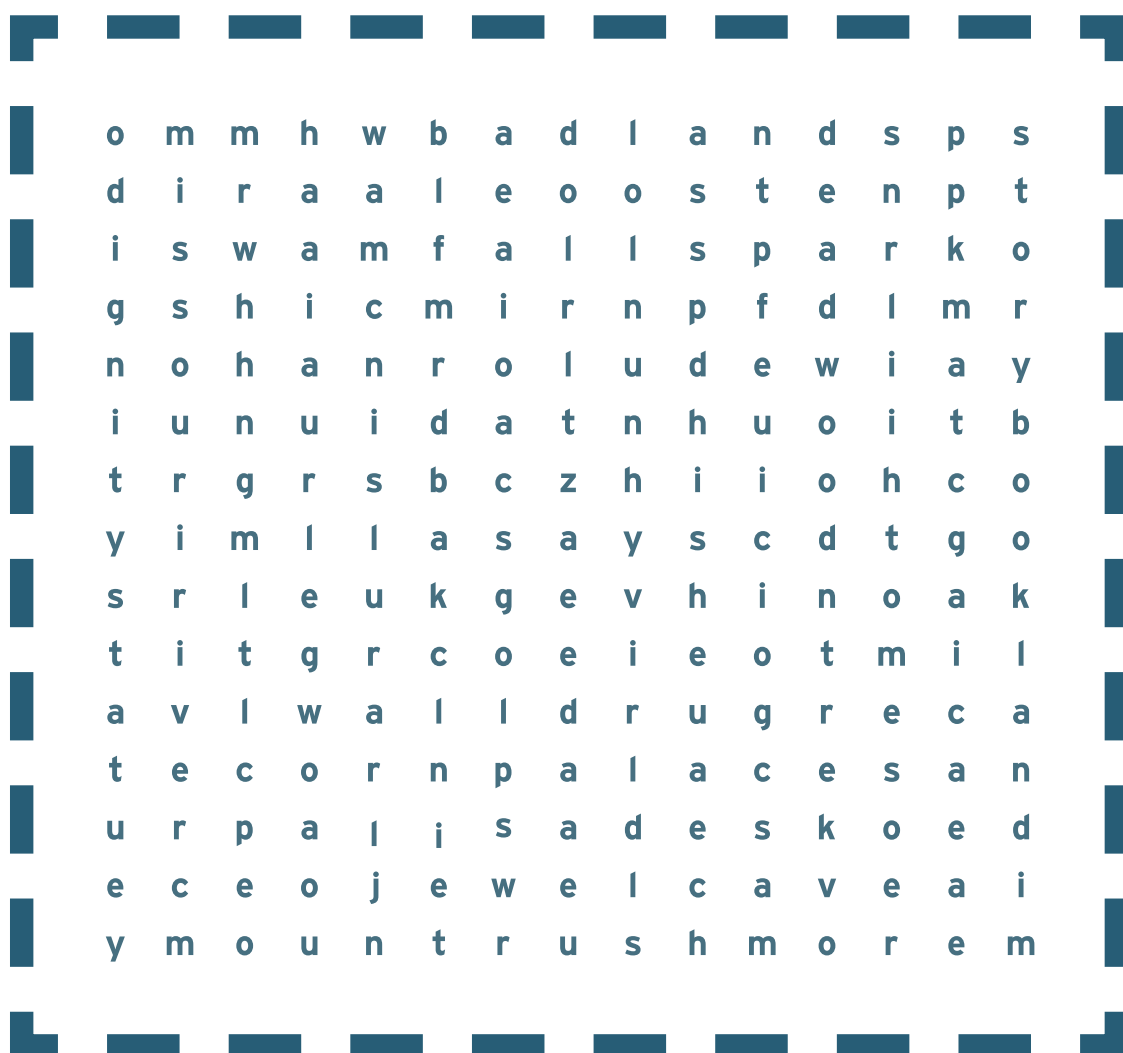 o m m h w b a d l a n d s p s
d i r a a l e o o s t e n p t
i s w a m f a l l s p a r k o
g s h i c m i r n p f d l m r
n o h a n r o l u d e w i a y
i u n u i d a t n h u o i t b
t r g r s b c z h i i o h c o
y i m l l a s a y s c d t g o
s r l e u k g e v h i n o a k
t i t g r c o e i e o t m i l
a v l w a l l d r u g r e c a
t e c o r n p a l a c e s a n
u r p a l i s a d e s k o e d
e c e o j e w e l c a v e a i
y m o u n t r u s h m o r e m